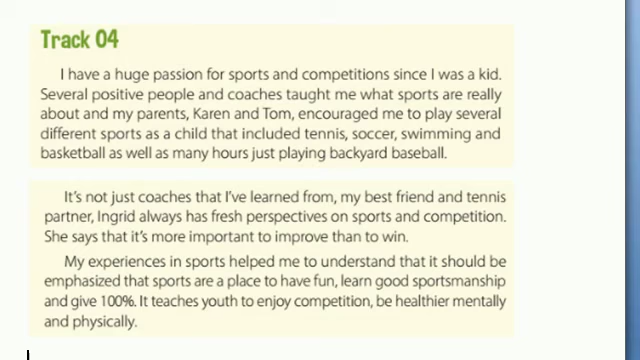 Track 04
I have a huge passion for sports and competitions since I was a kid.
Several positive people and coaches taught me what sports are really
about and my parents, Karen and Tom, encouraged me to play several
different sports as a child that included tennis, soccer, swimming and
basketball as well as many hours just playing backyard baseball.
It's not just coaches that I've learned from, my best friend and tennis
partner, Ingrid always has fresh perspectives on sports and competition.
She says that it's more important to improve than to win.
My experiences in sports helped me to understand that it should be
emphasized that sports are a place to have fun, learn good sportsmanship
and give 100%. It teaches youth to enjoy competition, be healthier mentally
and physically.